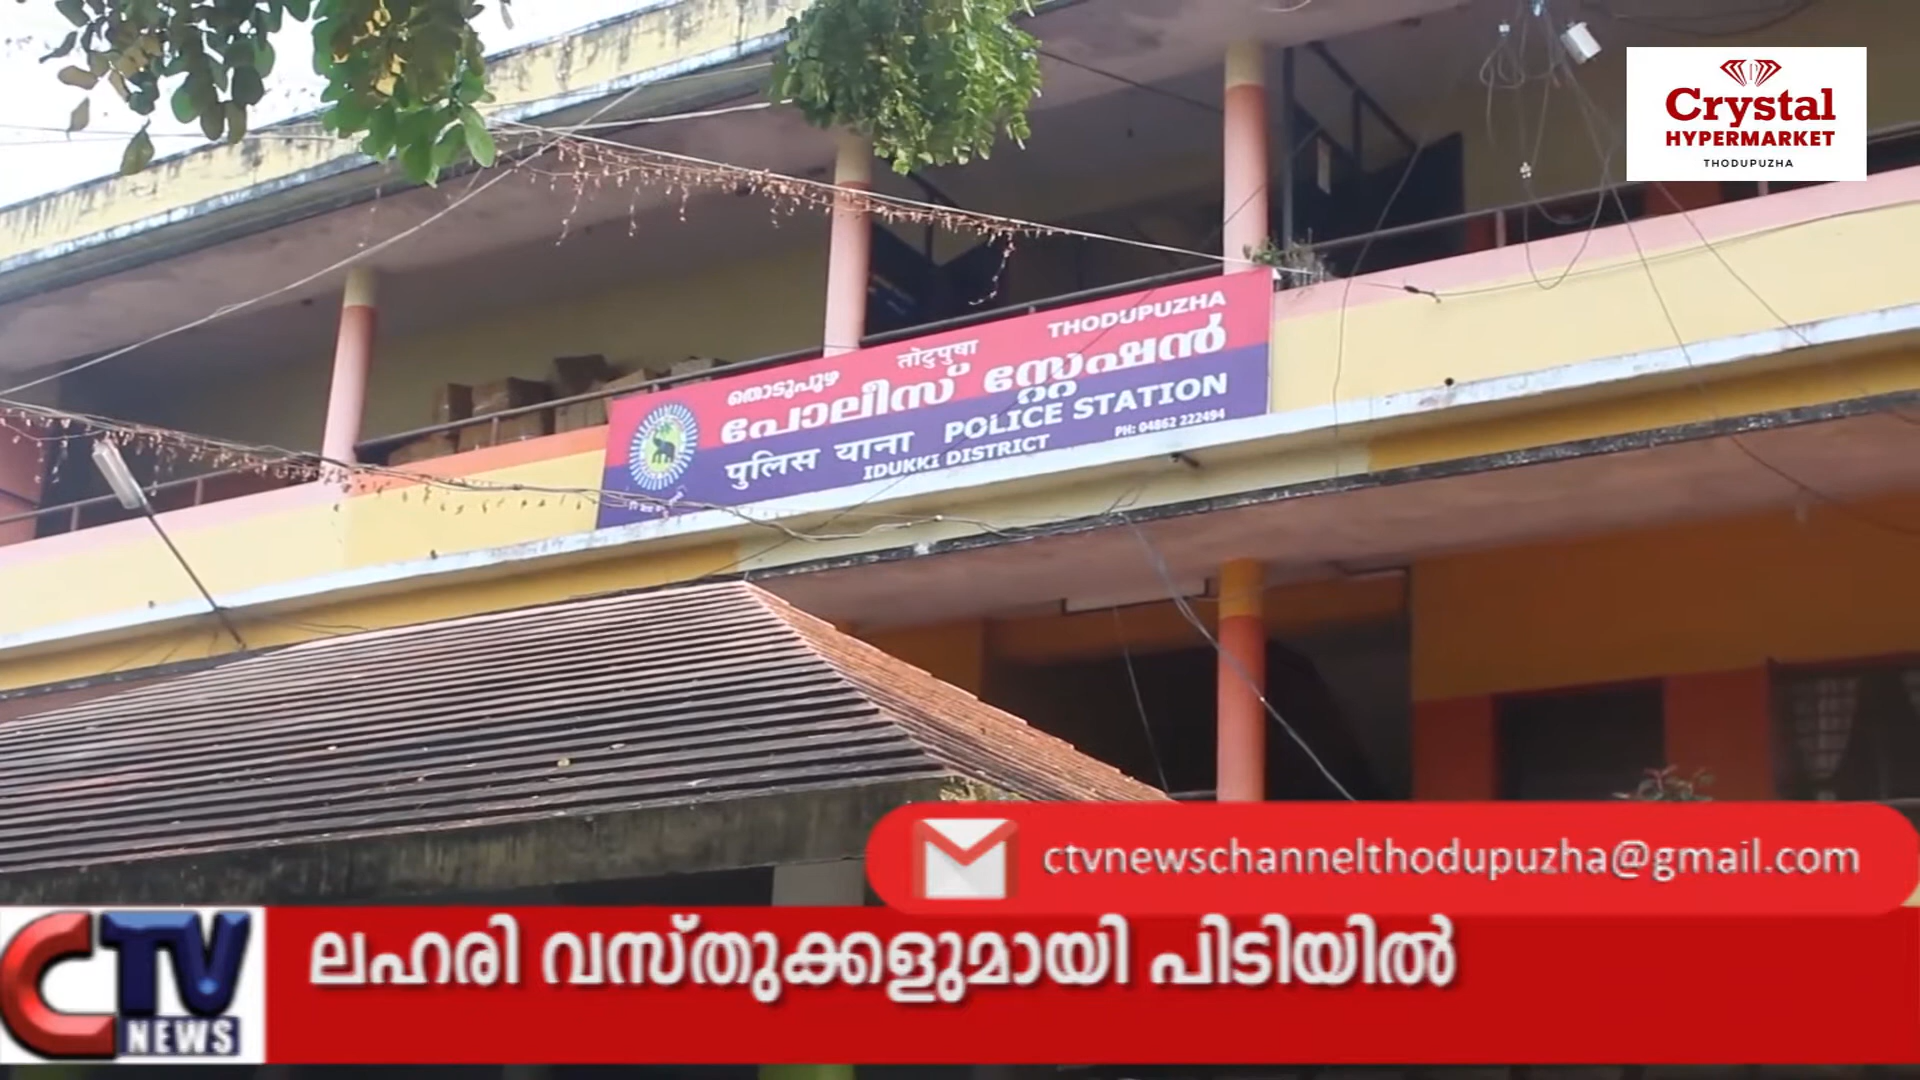 Crystal
HYPERMARKET
THODUPUZHA
തൊടുപുഴ तोटुपुषा THODUPUZHA
പോലീസ് സ്റ്റേഷൻ
पुलिस थाना POLICE STATION
IDUKKI DISTRICT PH: 04862 222494
ctvnewschannelthodupuzha@gmail.com
CTV
NEWS
ലഹരി വസ്തുക്കളുമായി പിടിയിൽ